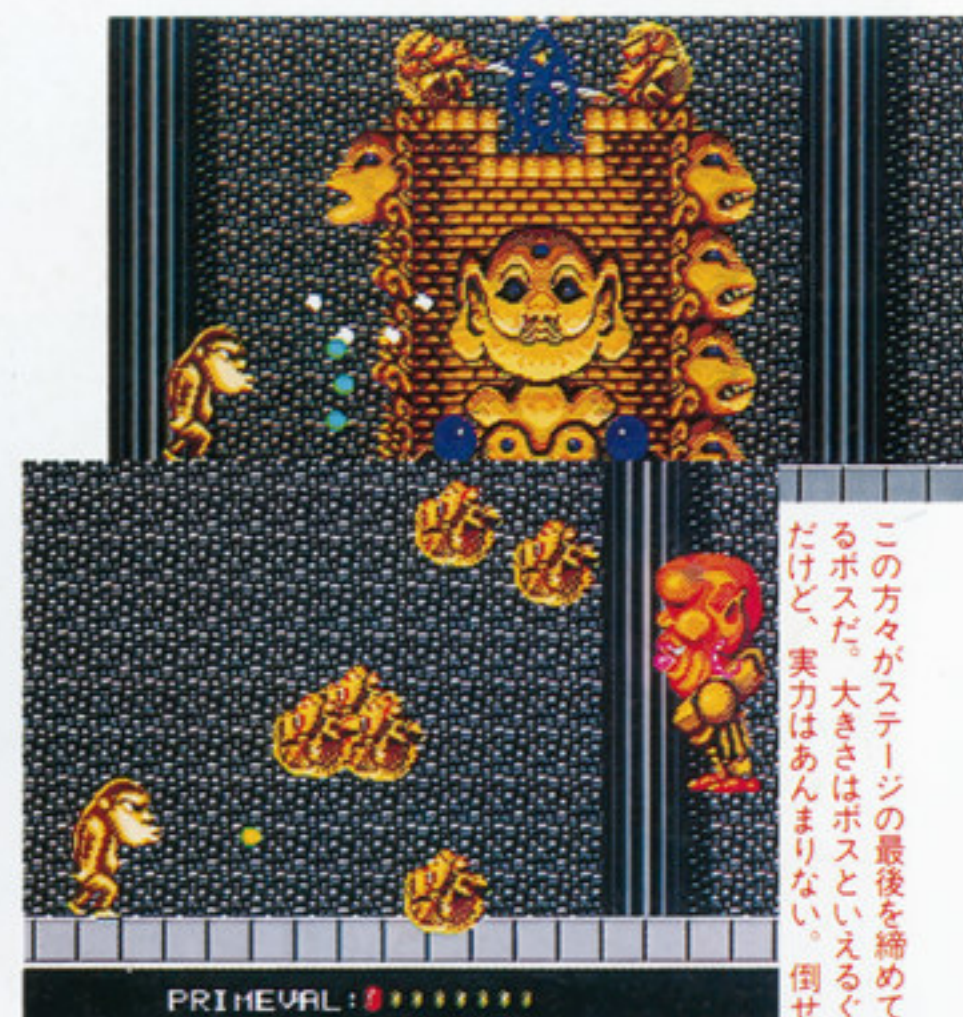 この方々がステージの最後を締めて
るボスだ。大きさはボスといえるぐ
だけど、実力はあんまりない。倒せ
PRIMEVAL: